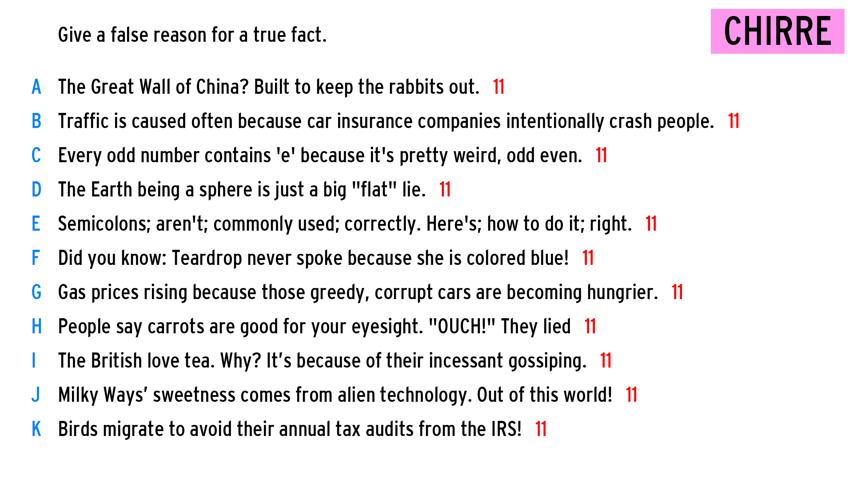 Give a false reason for a true fact.
CHIRRE
A The Great Wall of China? Built to keep the rabbits out. 11
B Traffic is caused often because car insurance companies intentionally crash people. 11
C Every odd number contains 'e' because it's pretty weird, odd even. 11
D The Earth being a sphere is just a big "flat" lie. 11
E Semicolons; aren't; commonly used; correctly. Here's; how to do it; right. 11
F Did you know: Teardrop never spoke because she is colored blue! 11
G Gas prices rising because those greedy, corrupt cars are becoming hungrier. 11
H People say carrots are good for your eyesight. "OUCH!" They lied 11
I The British love tea. Why? It’s because of their incessant gossiping. 11
J Milky Ways’ sweetness comes from alien technology. Out of this world! 11
K Birds migrate to avoid their annual tax audits from the IRS! 11